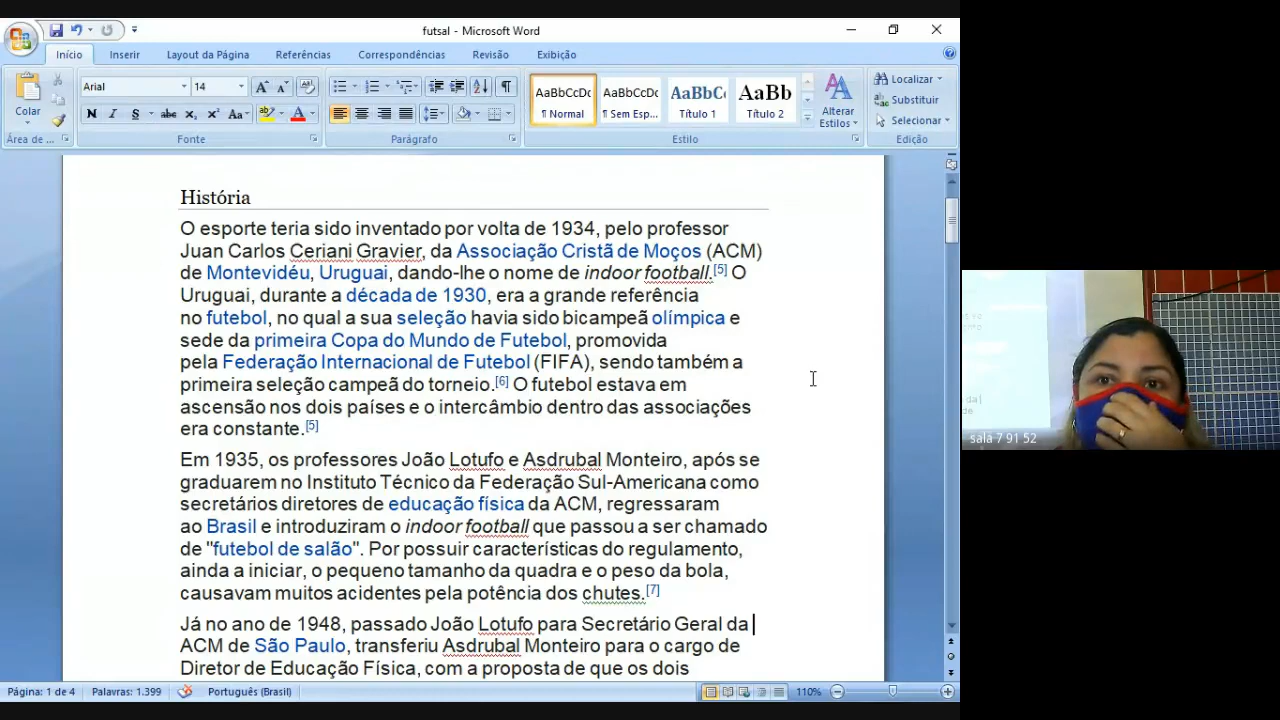 futsal - Microsoft Word
Início Inserir Layout da Página Referências Correspondências Revisão Exibição
Colar
Área de ...
Arial 14
N I S abc x₂ x² Aa
Fonte
Parágrafo
AaBbCcDc AaBbCcDc AaBbCc AaBb
¶ Normal ¶ Sem Esp... Título 1 Título 2
Alterar
Estilos
Estilo
Localizar
Substituir
Selecionar
Edição
História
O esporte teria sido inventado por volta de 1934, pelo professor
Juan Carlos Ceriani Gravier, da Associação Cristã de Moços (ACM)
de Montevidéu, Uruguai, dando-lhe o nome de indoor football.[5] O
Uruguai, durante a década de 1930, era a grande referência
no futebol, no qual a sua seleção havia sido bicampeã olímpica e
sede da primeira Copa do Mundo de Futebol, promovida
pela Federação Internacional de Futebol (FIFA), sendo também a
primeira seleção campeã do torneio.[6] O futebol estava em
ascensão nos dois países e o intercâmbio dentro das associações
era constante.[5]
Em 1935, os professores João Lotufo e Asdrubal Monteiro, após se
graduarem no Instituto Técnico da Federação Sul-Americana como
secretários diretores de educação física da ACM, regressaram
ao Brasil e introduziram o indoor football que passou a ser chamado
de "futebol de salão". Por possuir características do regulamento,
ainda a iniciar, o pequeno tamanho da quadra e o peso da bola,
causavam muitos acidentes pela potência dos chutes.[7]
Já no ano de 1948, passado João Lotufo para Secretário Geral da
ACM de São Paulo, transferiu Asdrubal Monteiro para o cargo de
Diretor de Educação Física, com a proposta de que os dois
Página: 1 de 4 Palavras: 1.399 Português (Brasil) 110%
sala 7 91 52